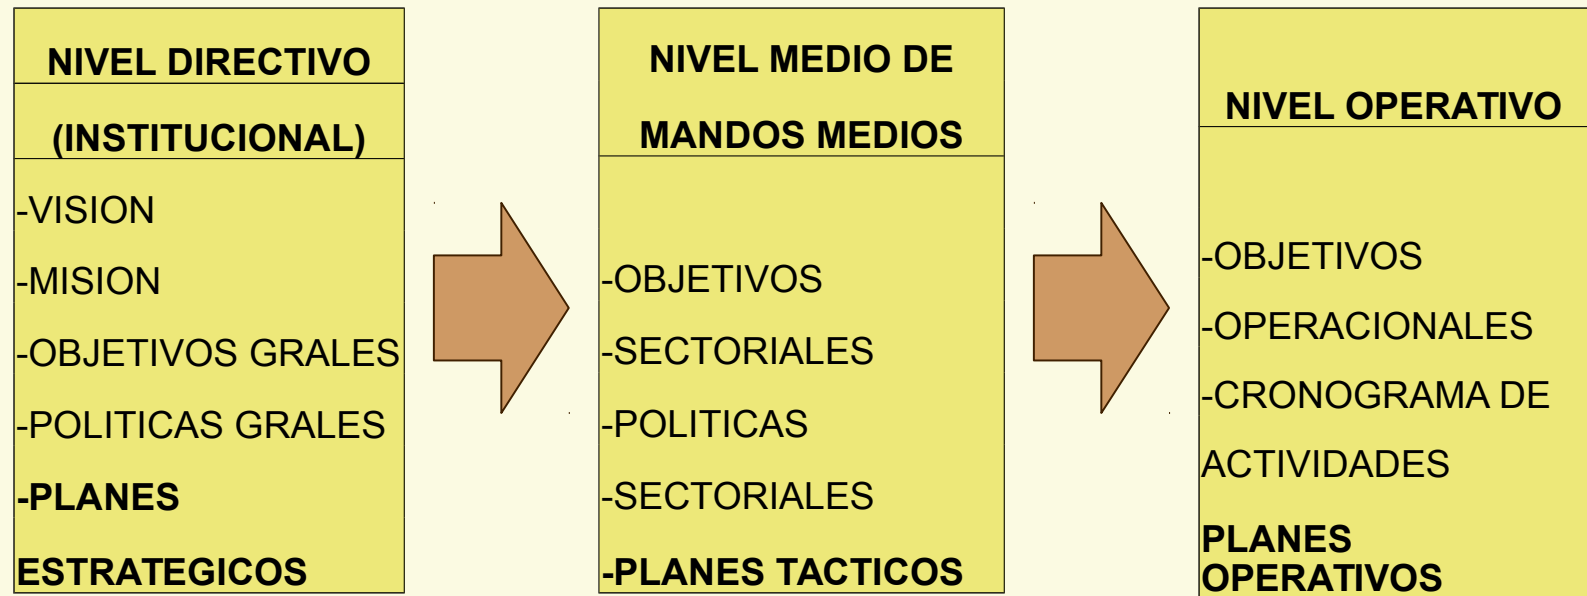 NIVEL DIRECTIVO
(INSTITUCIONAL)
-VISION
-MISION
-OBJETIVOS GRALES
-POLITICAS GRALES
-PLANES
ESTRATEGICOS
NIVEL MEDIO DE
MANDOS MEDIOS
-OBJETIVOS
-SECTORIALES
-POLITICAS
-SECTORIALES
-PLANES TACTICOS
NIVEL OPERATIVO
-OBJETIVOS
-OPERACIONALES
-CRONOGRAMA DE
ACTIVIDADES
PLANES
OPERATIVOS